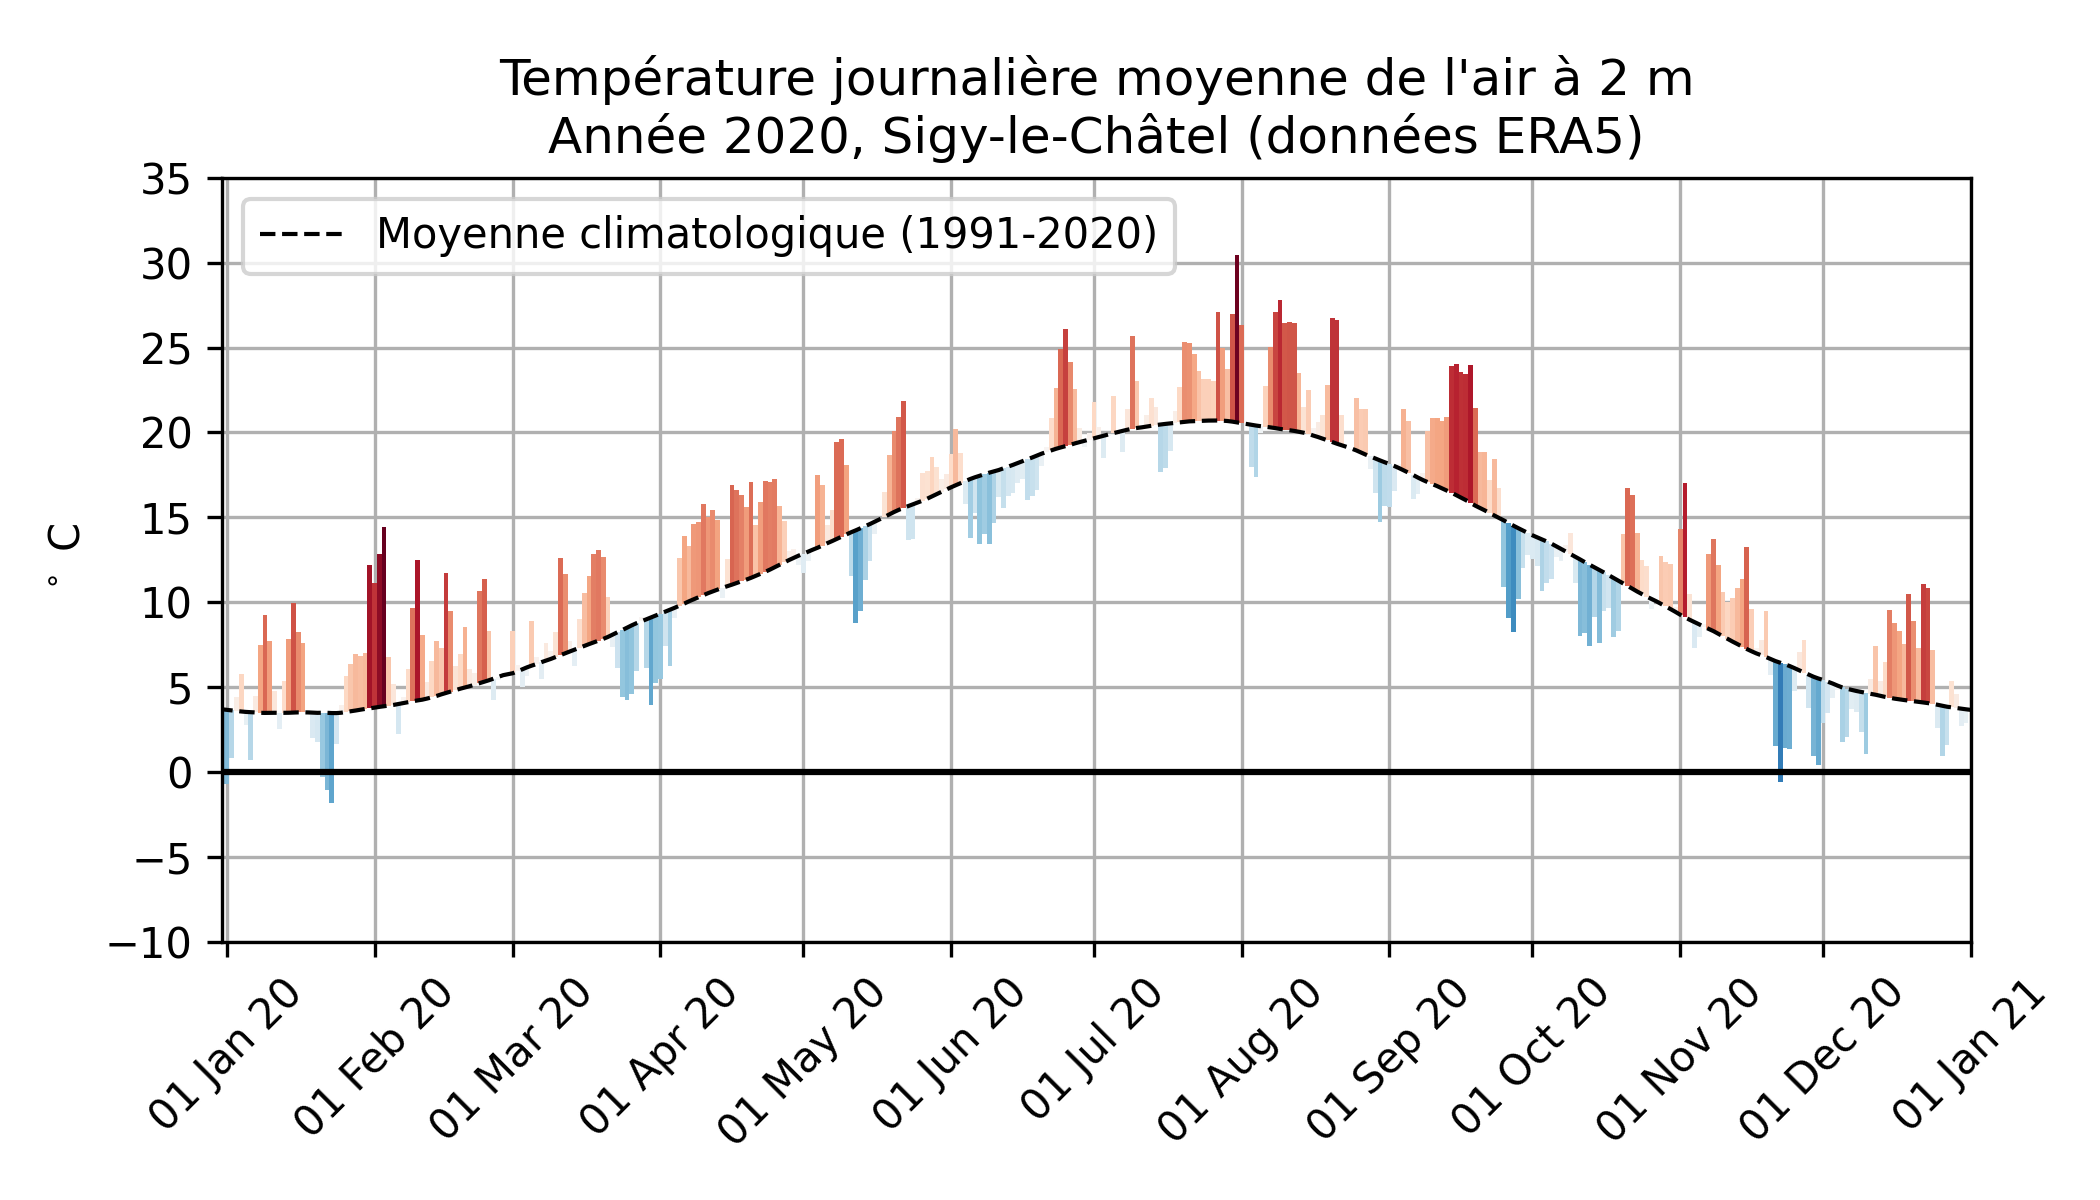 Température journalière moyenne de l'air à 2 m
Année 2020, Sigy-le-Châtel (données ERA5)
Moyenne climatologique (1991-2020)
° C
35
30
25
20
15
10
5
0
−5
−10
01 Jan 20
01 Feb 20
01 Mar 20
01 Apr 20
01 May 20
01 Jun 20
01 Jul 20
01 Aug 20
01 Sep 20
01 Oct 20
01 Nov 20
01 Dec 20
01 Jan 21